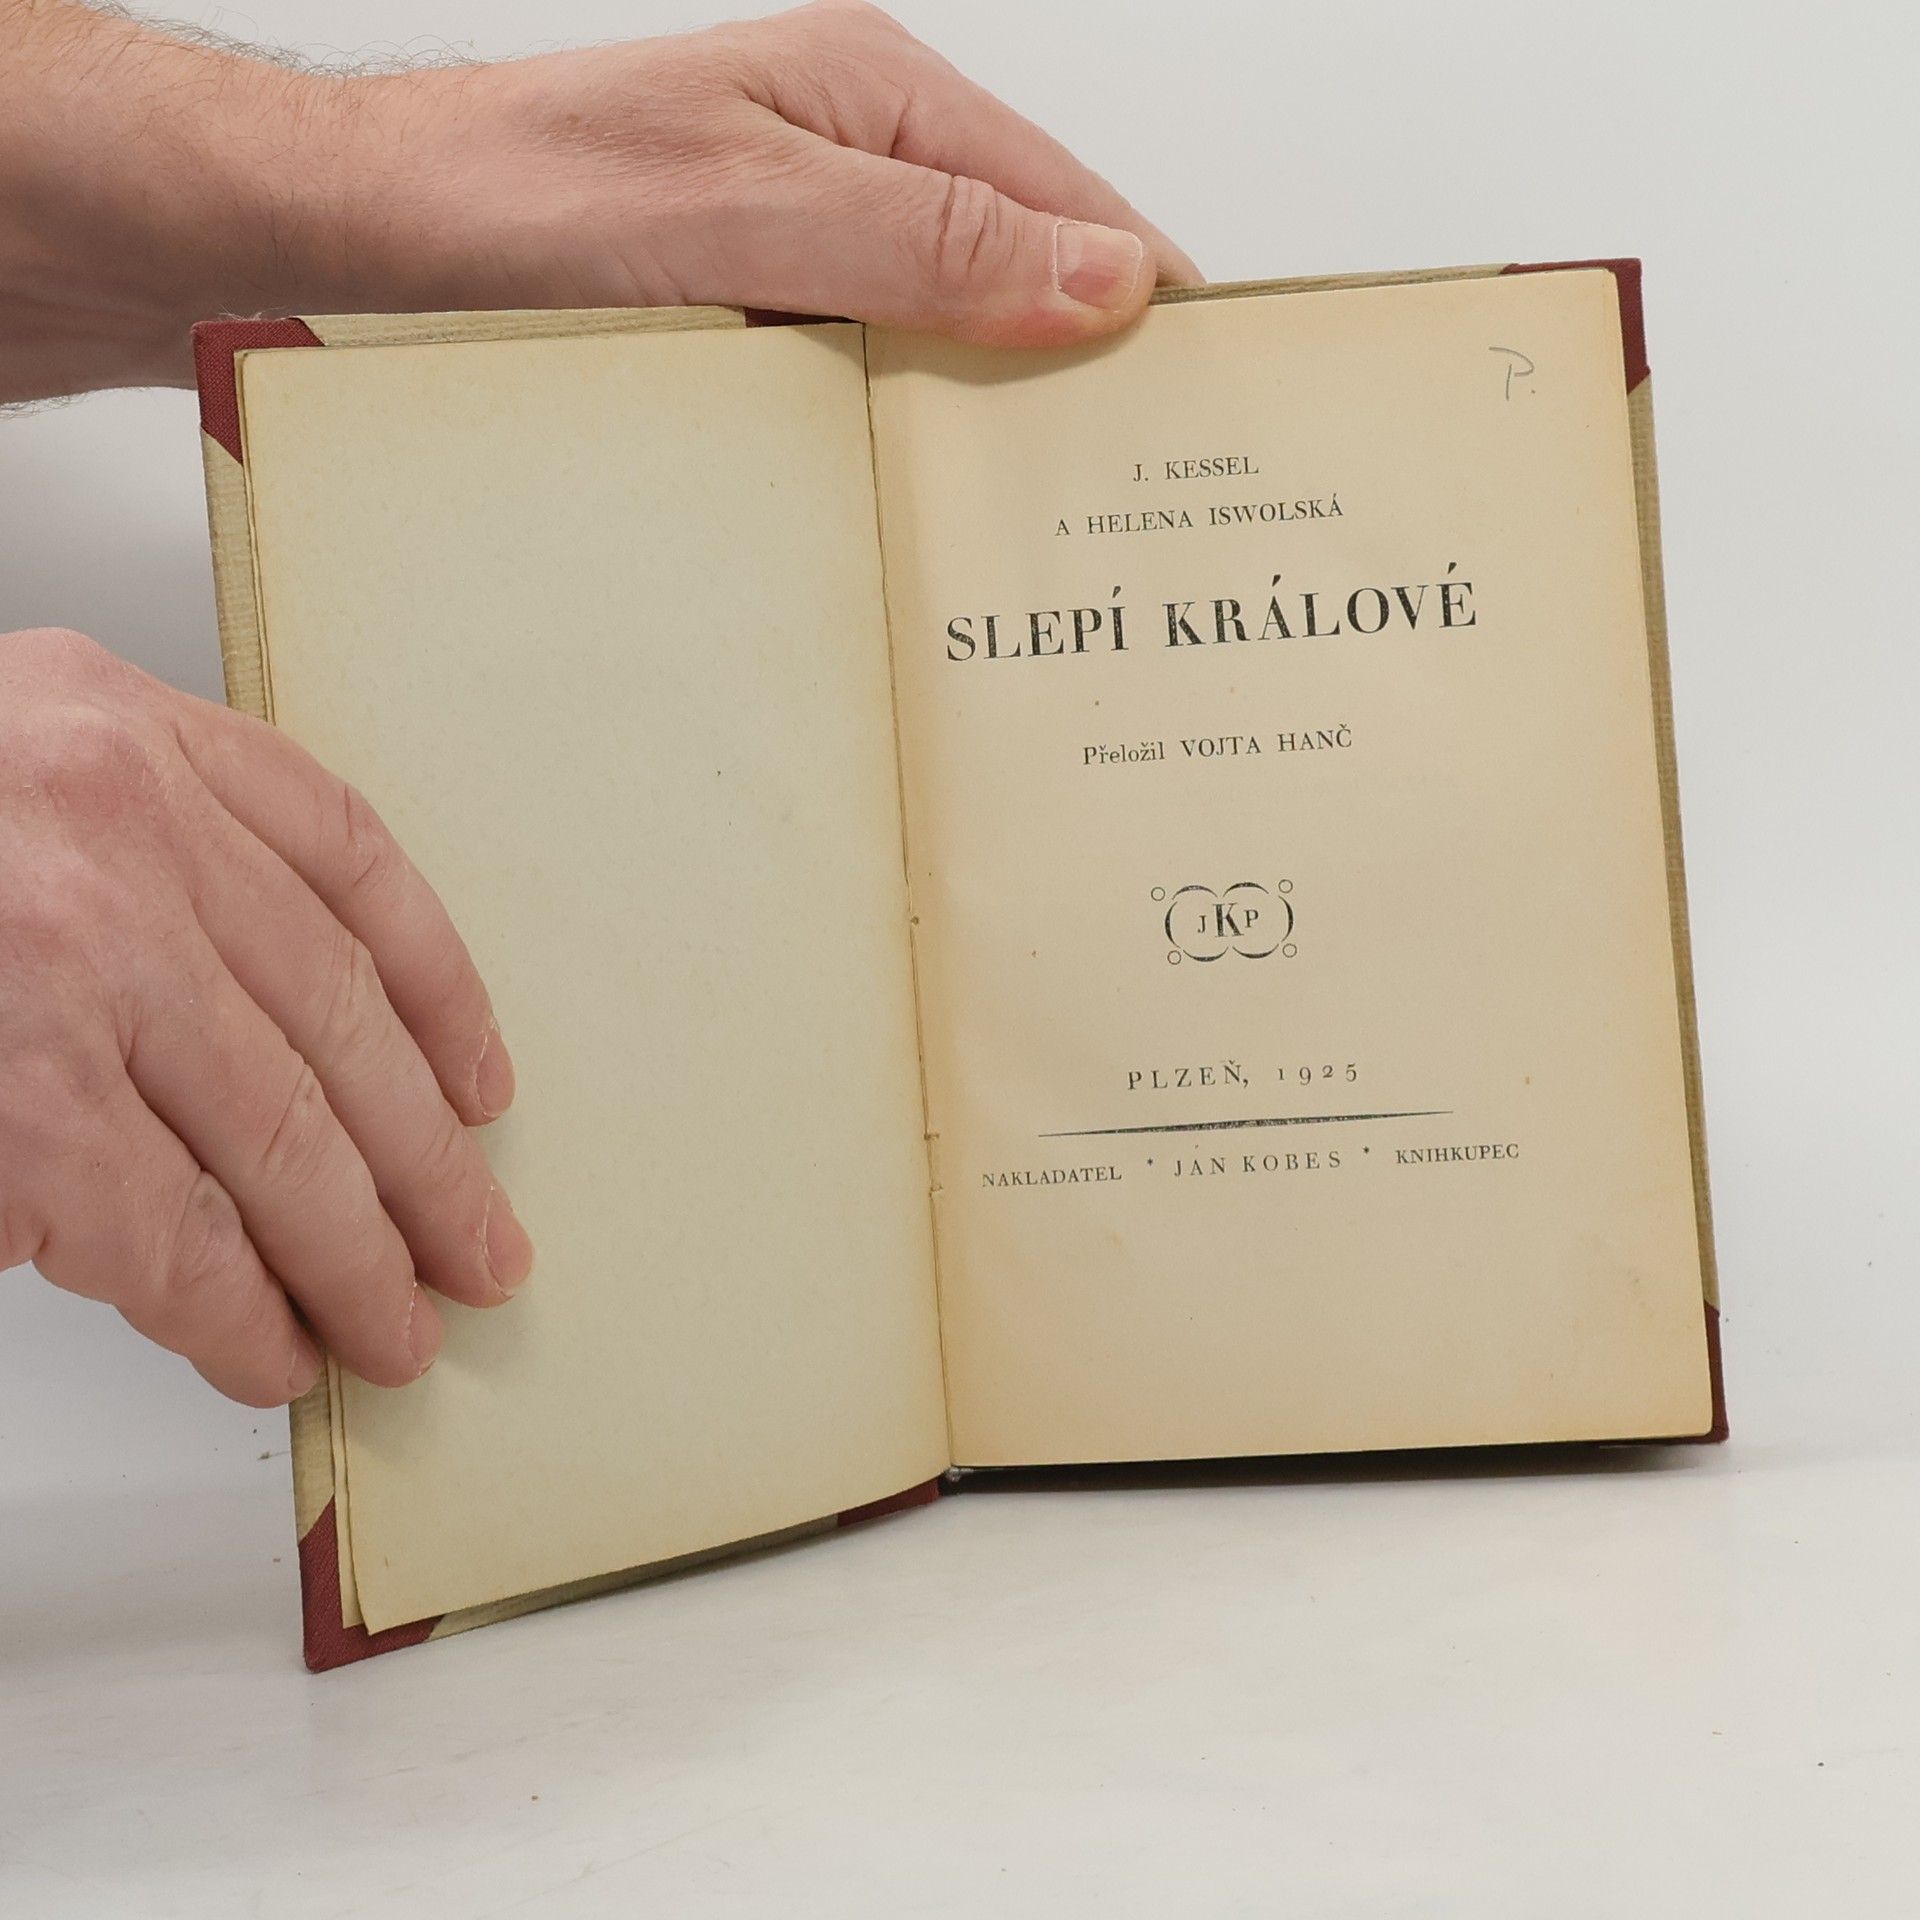 P.
J. KESSEL
A HELENA ISWOLSKÁ
SLEPÍ KRÁLOVÉ
Přeložil VOJTA HANČ
JKP
PLZEŇ, 1925
NAKLADATEL * JAN KOBES * KNIHKUPEC